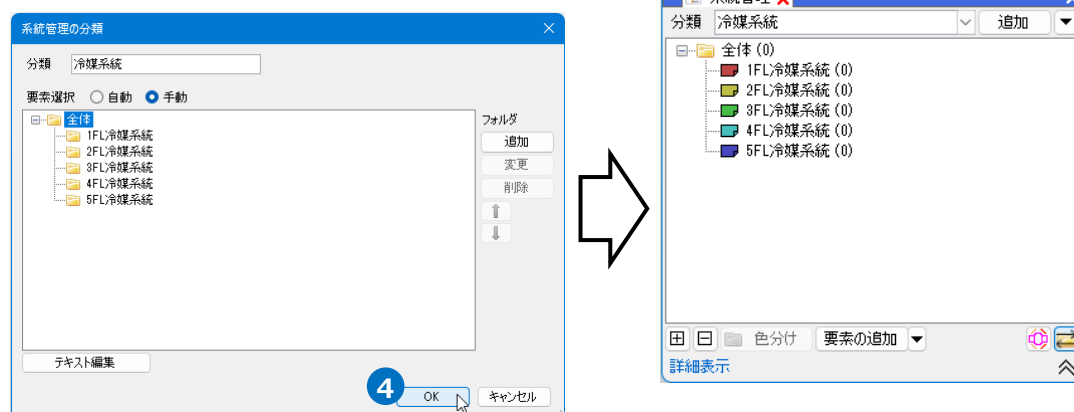 系統管理の分類
分類 冷媒系統
要素選択 自動 手動
全体
1FL冷媒系統
2FL冷媒系統
3FL冷媒系統
4FL冷媒系統
5FL冷媒系統
フォルダ
追加
変更
削除
テキスト編集
4
OK
キャンセル
系統管理
分類 冷媒系統 追加
全体 (0)
1FL冷媒系統 (0)
2FL冷媒系統 (0)
3FL冷媒系統 (0)
4FL冷媒系統 (0)
5FL冷媒系統 (0)
色分け 要素の追加
詳細表示